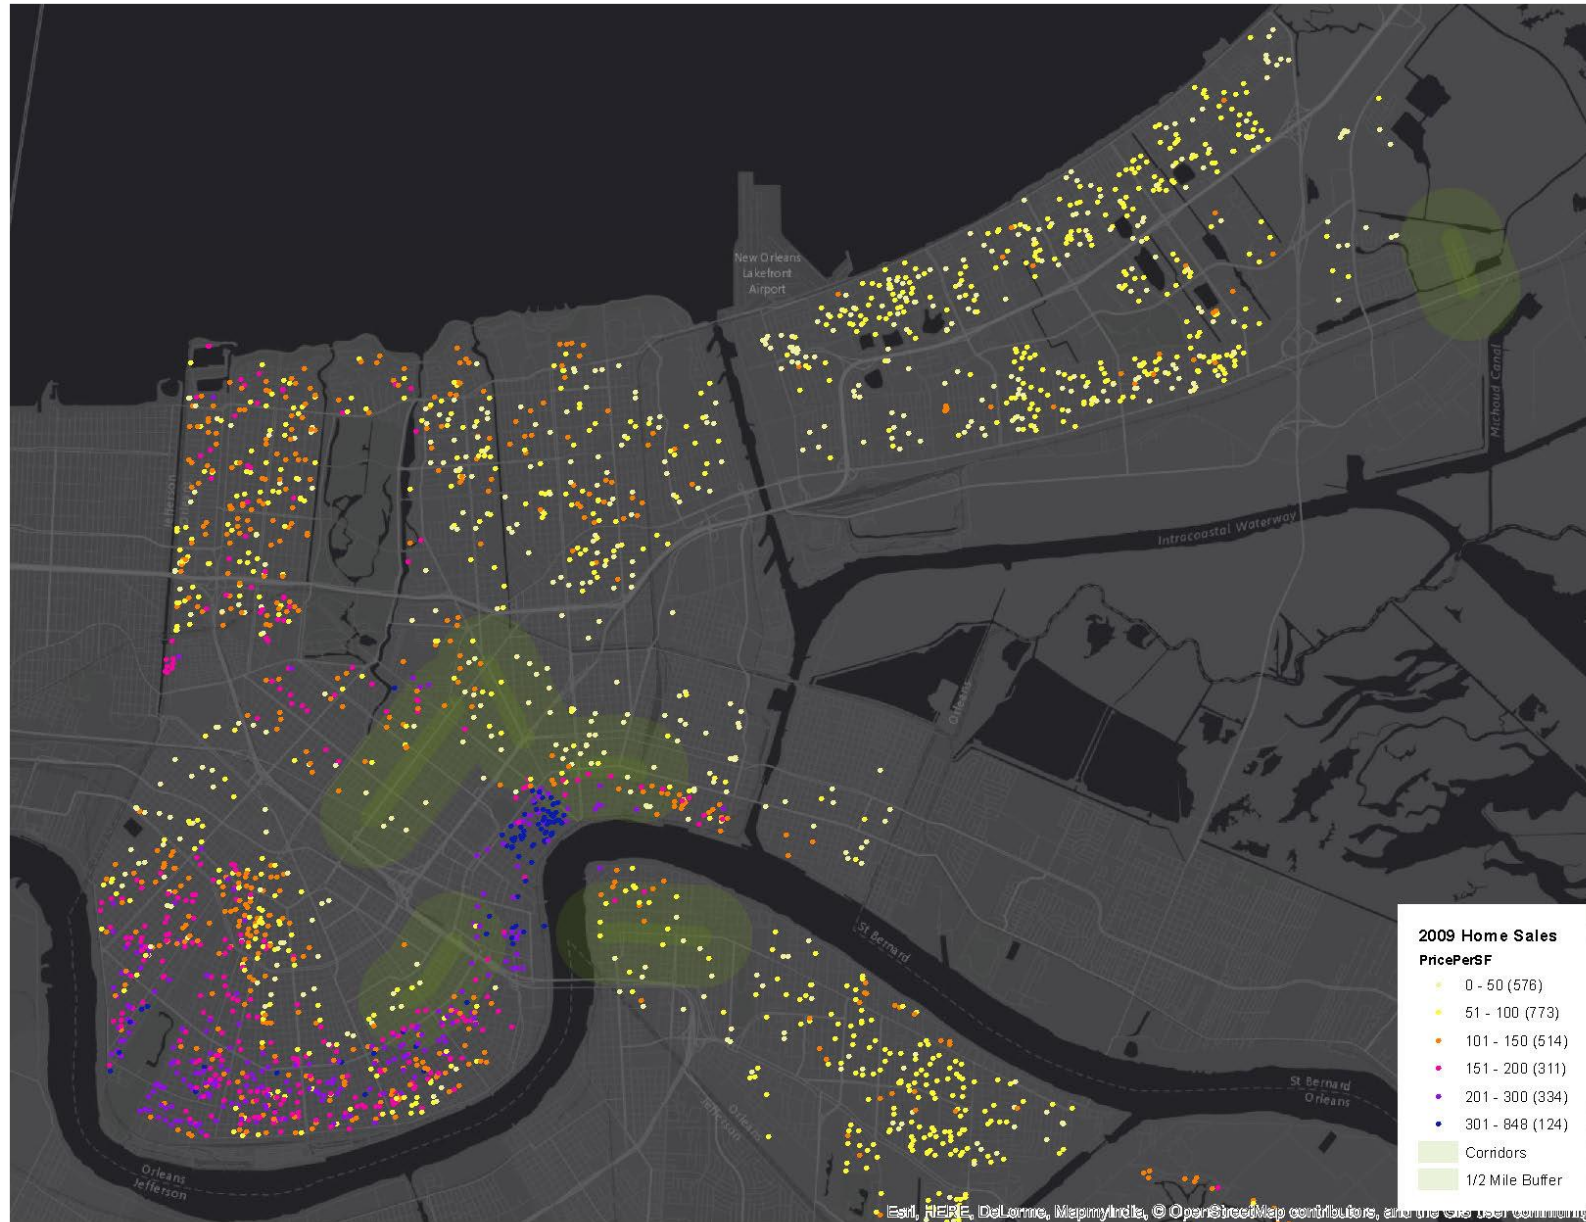 New Orleans
Lakefront
Airport
Michoud Canal
Jefferson
Intracoastal Waterway
Orleans
St Bernard
2009 Home Sales
PricePerSF
0 - 50 (576)
51 - 100 (773)
101 - 150 (514)
151 - 200 (311)
201 - 300 (334)
301 - 848 (124)
Corridors
1/2 Mile Buffer
St Bernard
Orleans
Orleans
Jefferson
Orleans
Jefferson
Esri, HERE, DeLorme, MapmyIndia, © OpenStreetMap contributors, and the GIS user community